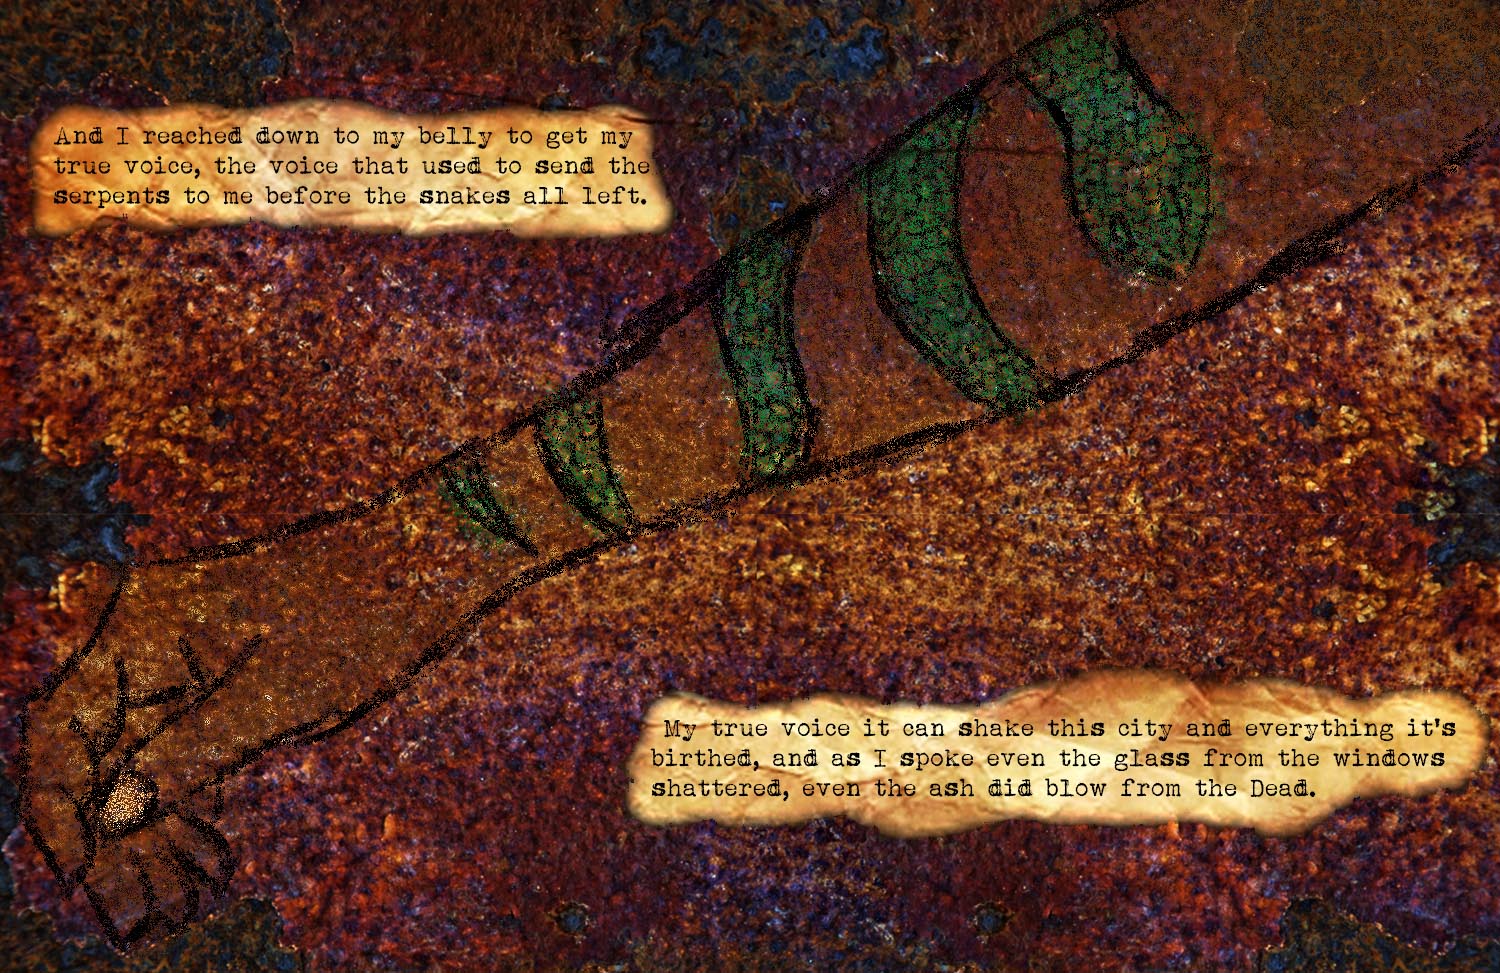 And I reached down to my belly to get my
true voice, the voice that used to send the
serpents to me before the snakes all left.
My true voice it can shake this city and everything it's
birthed, and as I spoke even the glass from the windows
shattered, even the ash did blow from the Dead.